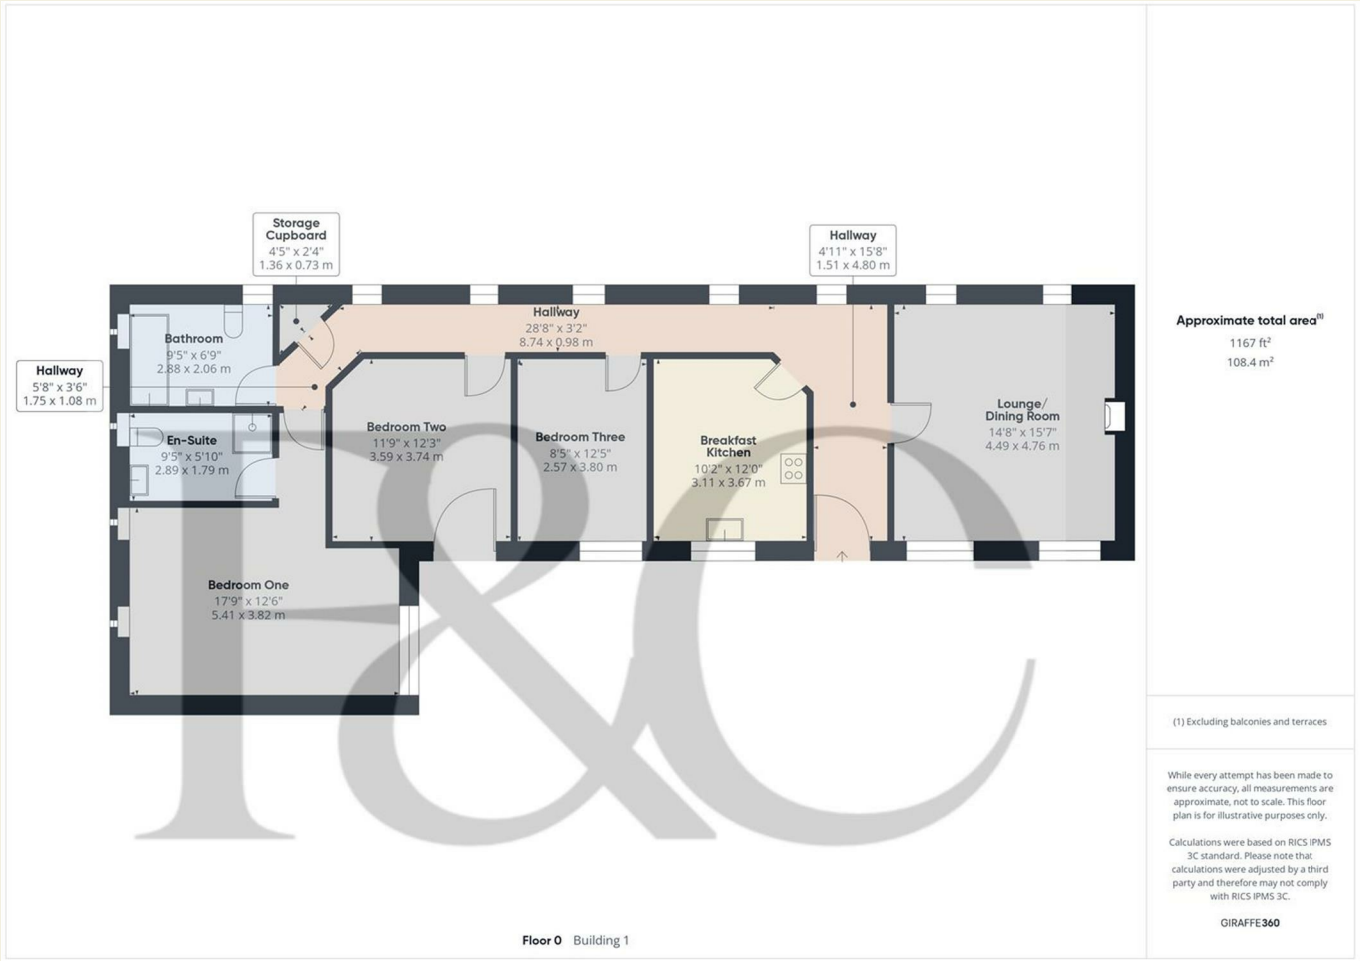 Storage
Cupboard
4'5" x 2'4"
1.36 x 0.73 m
Hallway
4'11" x 15'8"
1.51 x 4.80 m
Hallway
28'8" x 3'2"
8.74 x 0.98 m
Bathroom
9'5" x 6'9"
2.88 x 2.06 m
Hallway
5'8" x 3'6"
1.75 x 1.08 m
En-Suite
9'5" x 5'10"
2.89 x 1.79 m
Bedroom Two
11'9" x 12'3"
3.59 x 3.74 m
Bedroom Three
8'5" x 12'5"
2.57 x 3.80 m
Breakfast
Kitchen
10'2" x 12'0"
3.11 x 3.67 m
Lounge/
Dining Room
14'8" x 15'7"
4.49 x 4.76 m
Bedroom One
17'9" x 12'6"
5.41 x 3.82 m
F&C
Floor 0 Building 1
Approximate total area(1)
1167 ft²
108.4 m²
(1) Excluding balconies and terraces
While every attempt has been made to
ensure accuracy, all measurements are
approximate, not to scale. This floor
plan is for illustrative purposes only.
Calculations were based on RICS IPMS
3C standard. Please note that
calculations were adjusted by a third
party and therefore may not comply
with RICS IPMS 3C.
GIRAFFE360